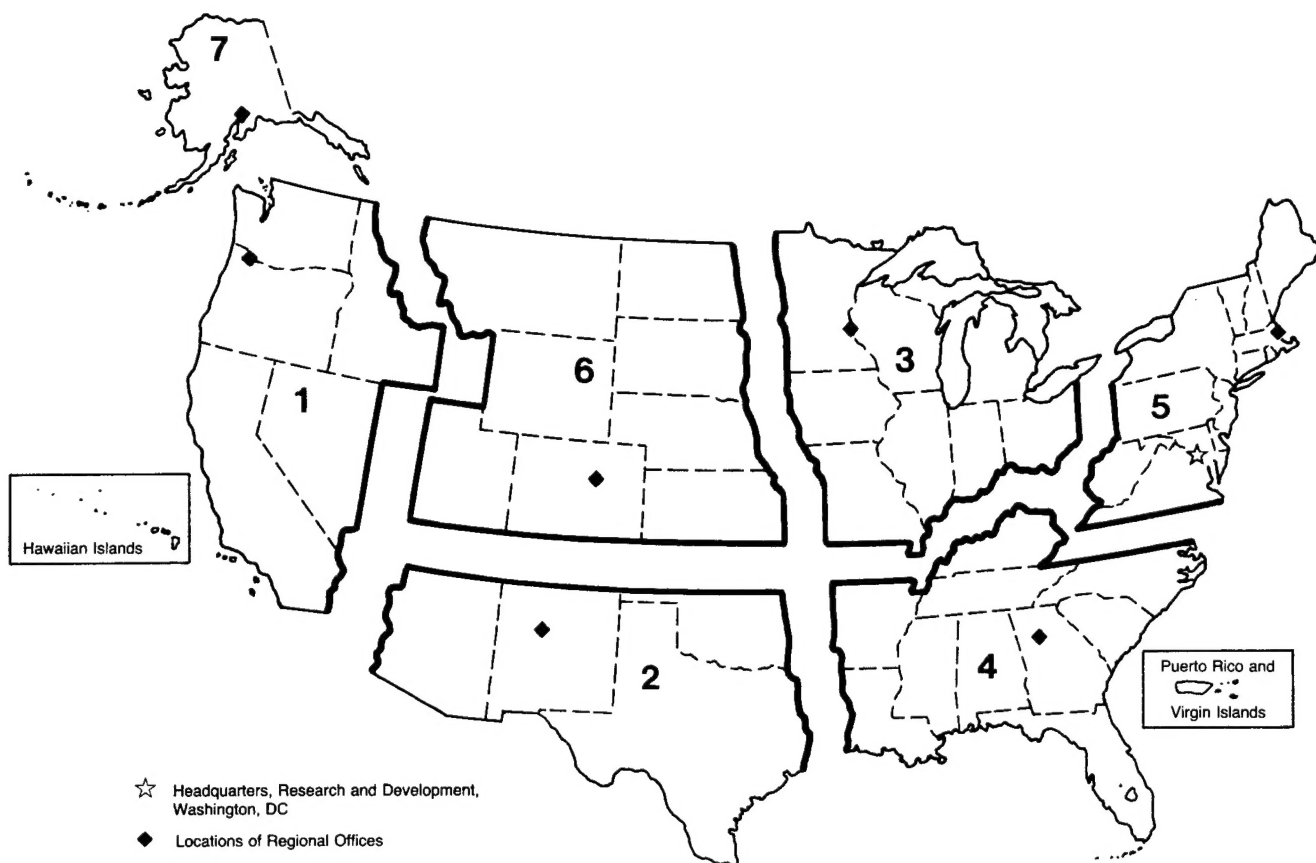 7
6
3
1
5
Hawaiian Islands
4
2
Puerto Rico and
Virgin Islands
Headquarters, Research and Development,
Washington, DC
Locations of Regional Offices